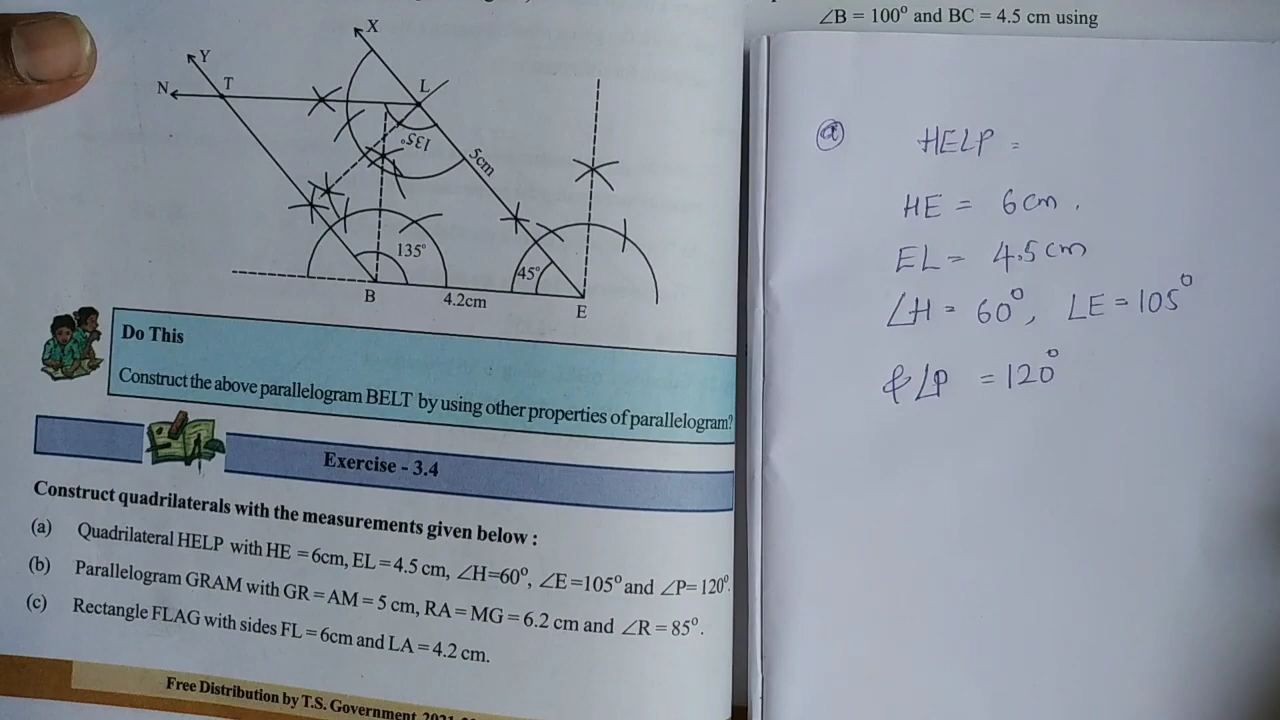 ∠B = 100° and BC = 4.5 cm using
X
Y
N T L
135°
5cm
135°
45°
B 4.2cm E
Do This
Construct the above parallelogram BELT by using other properties of parallelogram?
Exercise - 3.4
Construct quadrilaterals with the measurements given below :
(a) Quadrilateral HELP with HE = 6cm, EL = 4.5 cm, ∠H=60°, ∠E =105° and ∠P= 120°.
(b) Parallelogram GRAM with GR = AM = 5 cm, RA = MG = 6.2 cm and ∠R = 85°.
(c) Rectangle FLAG with sides FL = 6cm and LA = 4.2 cm.
Free Distribution by T.S. Government 2021
(a) HELP =
HE = 6cm .
EL = 4.5cm
∠H = 60°, ∠E = 105°
& ∠P = 120°